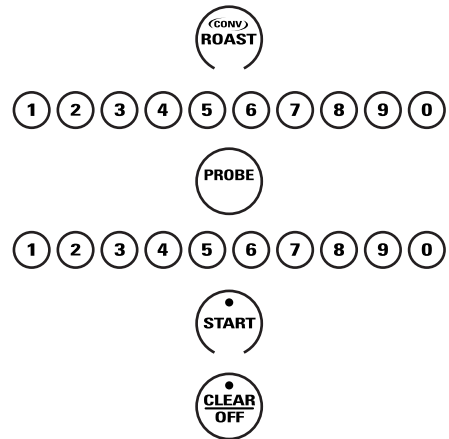 (CONV)
ROAST
1 2 3 4 5 6 7 8 9 0
PROBE
1 2 3 4 5 6 7 8 9 0
START
CLEAR
OFF